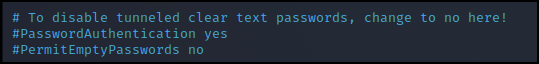 # To disable tunneled clear text passwords, change to no here!
#PasswordAuthentication yes
#PermitEmptyPasswords no